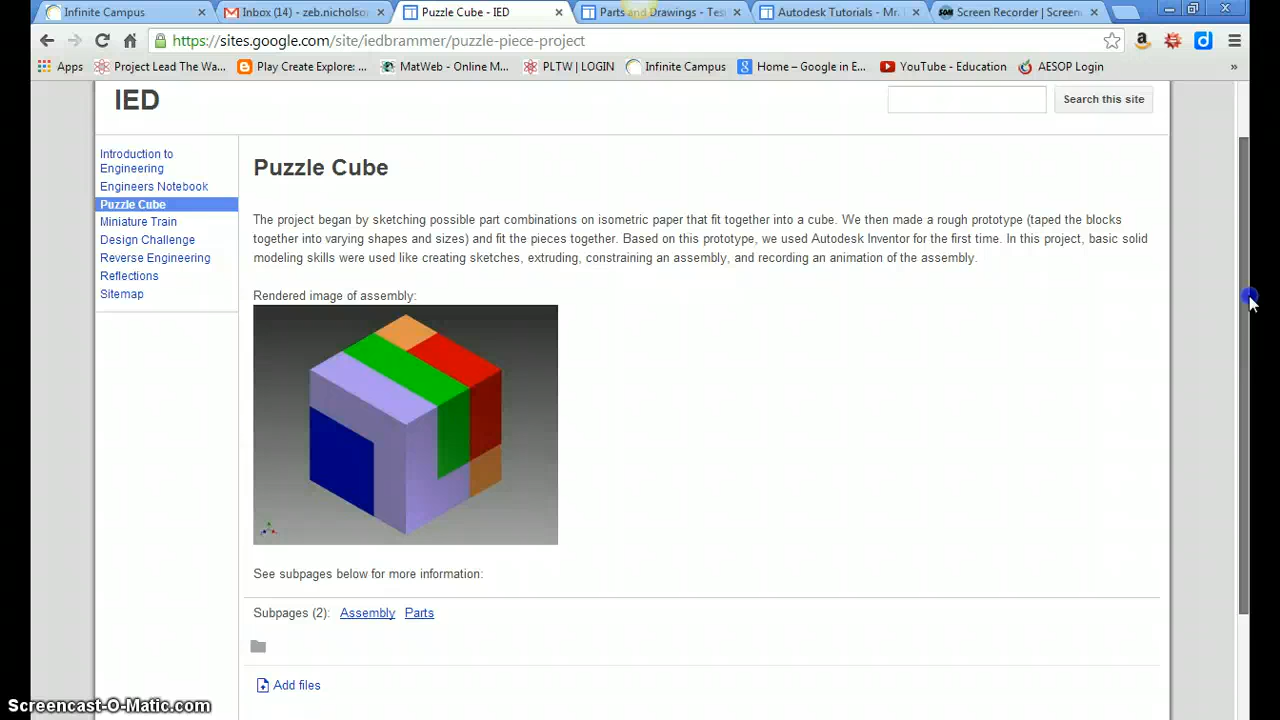 Infinite Campus
Inbox (14) - zeb.nicholso
Puzzle Cube - IED
Parts and Drawings - Tes
Autodesk Tutorials - Mr.
Screen Recorder | Screen
https://sites.google.com/site/iedbrammer/puzzle-piece-project
Apps
Project Lead The Wa...
Play Create Explore: ...
MatWeb - Online M...
PLTW | LOGIN
Infinite Campus
Home – Google in E...
YouTube - Education
AESOP Login
IED
Search this site
Introduction to
Engineering
Engineers Notebook
Puzzle Cube
Miniature Train
Design Challenge
Reverse Engineering
Reflections
Sitemap
Puzzle Cube
The project began by sketching possible part combinations on isometric paper that fit together into a cube. We then made a rough prototype (taped the blocks
together into varying shapes and sizes) and fit the pieces together. Based on this prototype, we used Autodesk Inventor for the first time. In this project, basic solid
modeling skills were used like creating sketches, extruding, constraining an assembly, and recording an animation of the assembly.
Rendered image of assembly:
See subpages below for more information:
Subpages (2): Assembly Parts
Add files
Screencast-O-Matic.com